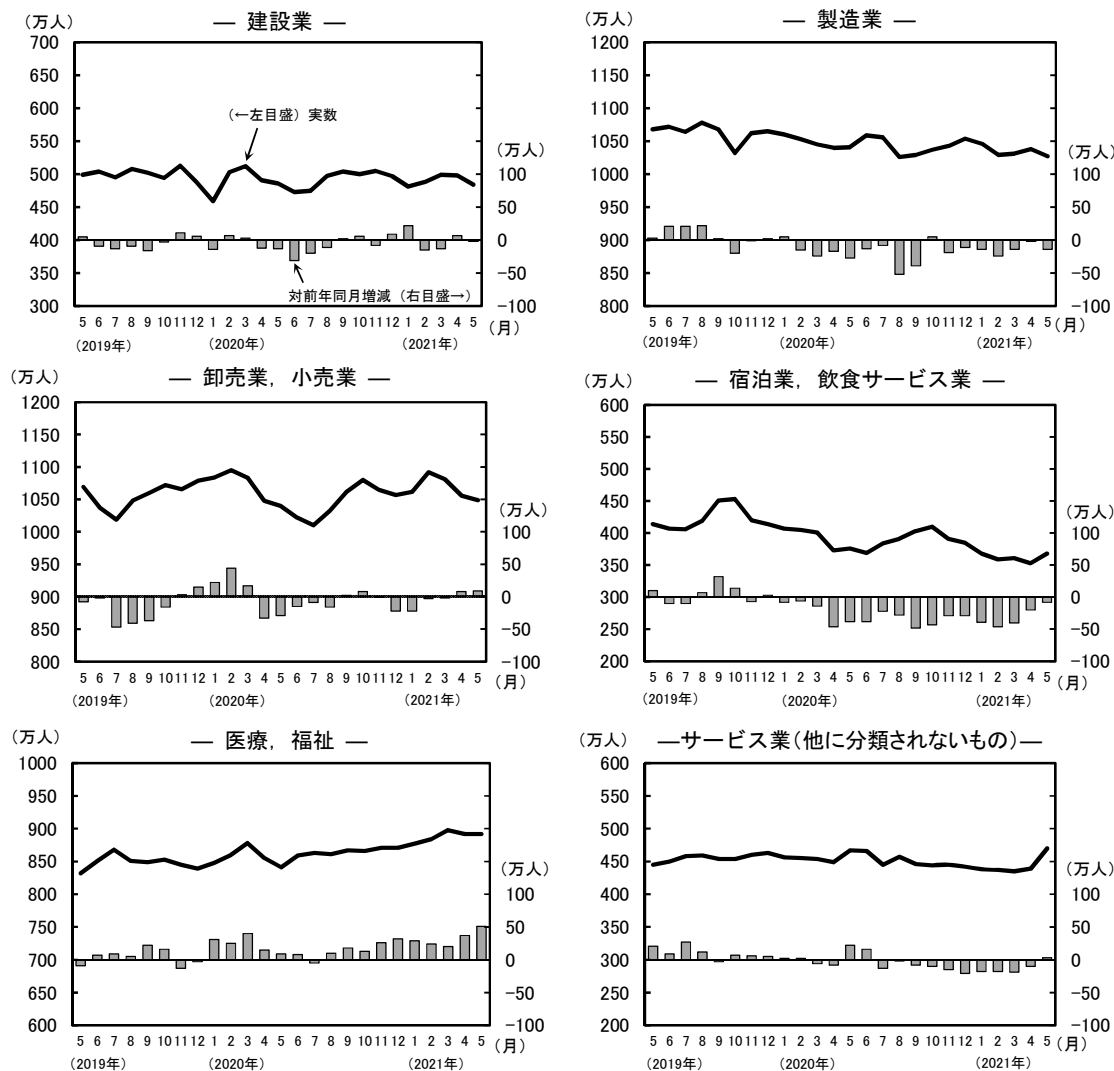 (万人)
― 建設業 ―
700
650
600
550
500
450
400
350
300
(←左目盛) 実数
対前年同月増減 (右目盛→)
(万人)
100
50
0
−50
−100
5 6 7 8 9 10 11 12 1 2 3 4 5 6 7 8 9 10 11 12 1 2 3 4 5 (月)
(2019年) (2020年) (2021年)
(万人)
― 製造業 ―
1200
1150
1100
1050
1000
950
900
850
800
(万人)
100
50
0
−50
−100
5 6 7 8 9 10 11 12 1 2 3 4 5 6 7 8 9 10 11 12 1 2 3 4 5 (月)
(2019年) (2020年) (2021年)
(万人)
― 卸売業，小売業 ―
1200
1150
1100
1050
1000
950
900
850
800
(万人)
100
50
0
−50
−100
5 6 7 8 9 10 11 12 1 2 3 4 5 6 7 8 9 10 11 12 1 2 3 4 5 (月)
(2019年) (2020年) (2021年)
(万人)
― 宿泊業，飲食サービス業 ―
600
550
500
450
400
350
300
250
200
(万人)
100
50
0
−50
−100
5 6 7 8 9 10 11 12 1 2 3 4 5 6 7 8 9 10 11 12 1 2 3 4 5 (月)
(2019年) (2020年) (2021年)
(万人)
― 医療，福祉 ―
1000
950
900
850
800
750
700
650
600
(万人)
100
50
0
−50
−100
5 6 7 8 9 10 11 12 1 2 3 4 5 6 7 8 9 10 11 12 1 2 3 4 5 (月)
(2019年) (2020年) (2021年)
(万人)
―サービス業(他に分類されないもの)―
600
550
500
450
400
350
300
250
200
(万人)
100
50
0
−50
−100
5 6 7 8 9 10 11 12 1 2 3 4 5 6 7 8 9 10 11 12 1 2 3 4 5 (月)
(2019年) (2020年) (2021年)